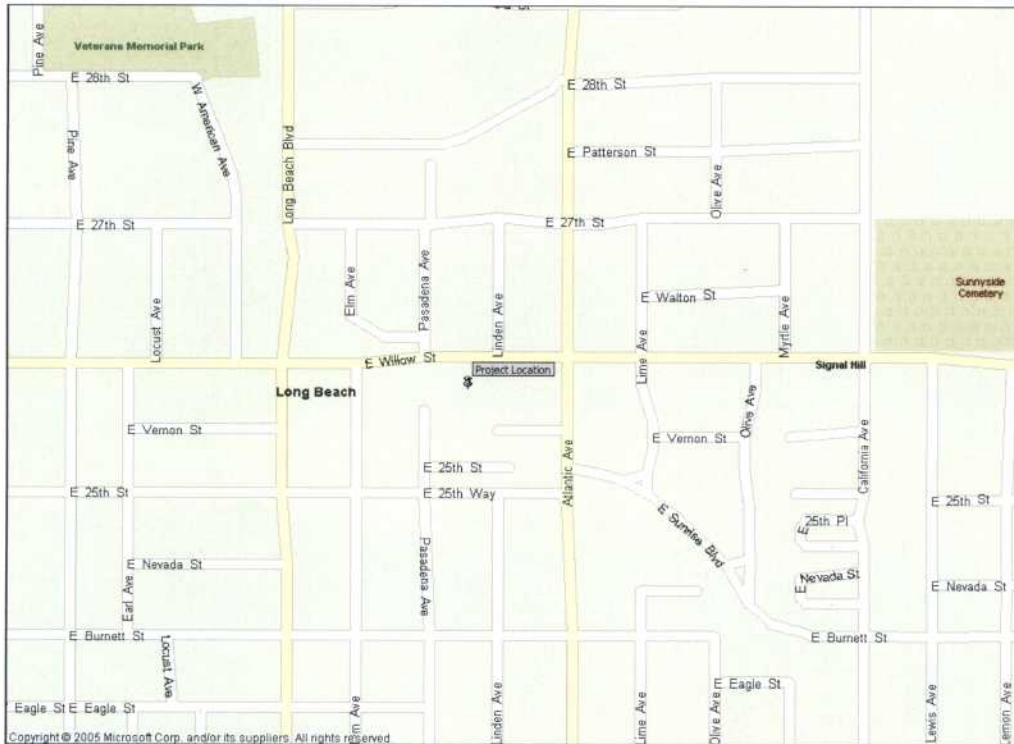 Pine Ave
Veterans Memorial Park
E 28th St
E 28th St
W American Ave
Long Beach Blvd
Pine Ave
E Patterson St
Olive Ave
E 27th St
E 27th St
Pasadena Ave
Elm Ave
Linden Ave
Locust Ave
E Walton St
Lime Ave
Myrtle Ave
Sunnyside
Cemetery
E Willow St
Project Location
Signal Hill
Long Beach
Olive Ave
E Vernon St
E Vernon St
California Ave
Atlantic Ave
E 25th St
E 25th St
E 25th Way
E 25th St
E Sunrise Blvd
E 25th Pl
Pasadena Ave
E Nevada St
E Nevada St
E Nevada St
Earl Ave
E Burnett St
E Burnett St
Locust Ave
E Eagle St
Eagle St
E Eagle St
Linden Ave
Lime Ave
Olive Ave
Lewis Ave
Lemon Ave
Copyright © 2005 Microsoft Corp. and/or its suppliers. All rights reserved.